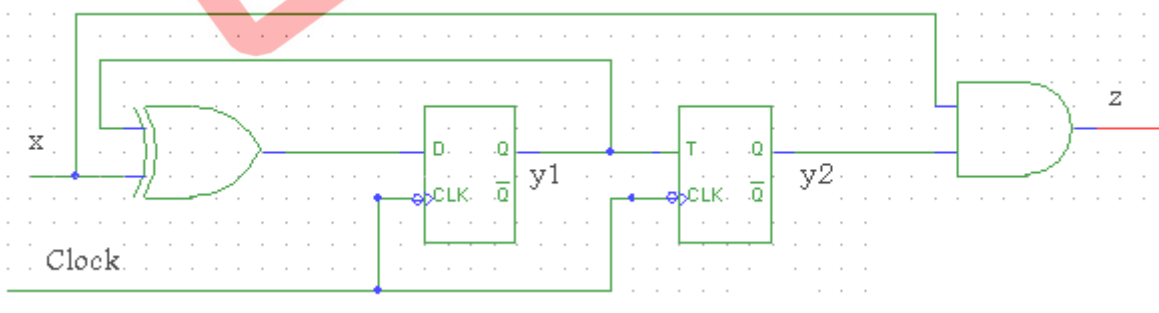 z
x
D Q T Q
y1 y2
CLK Q̅ CLK Q̅
Clock